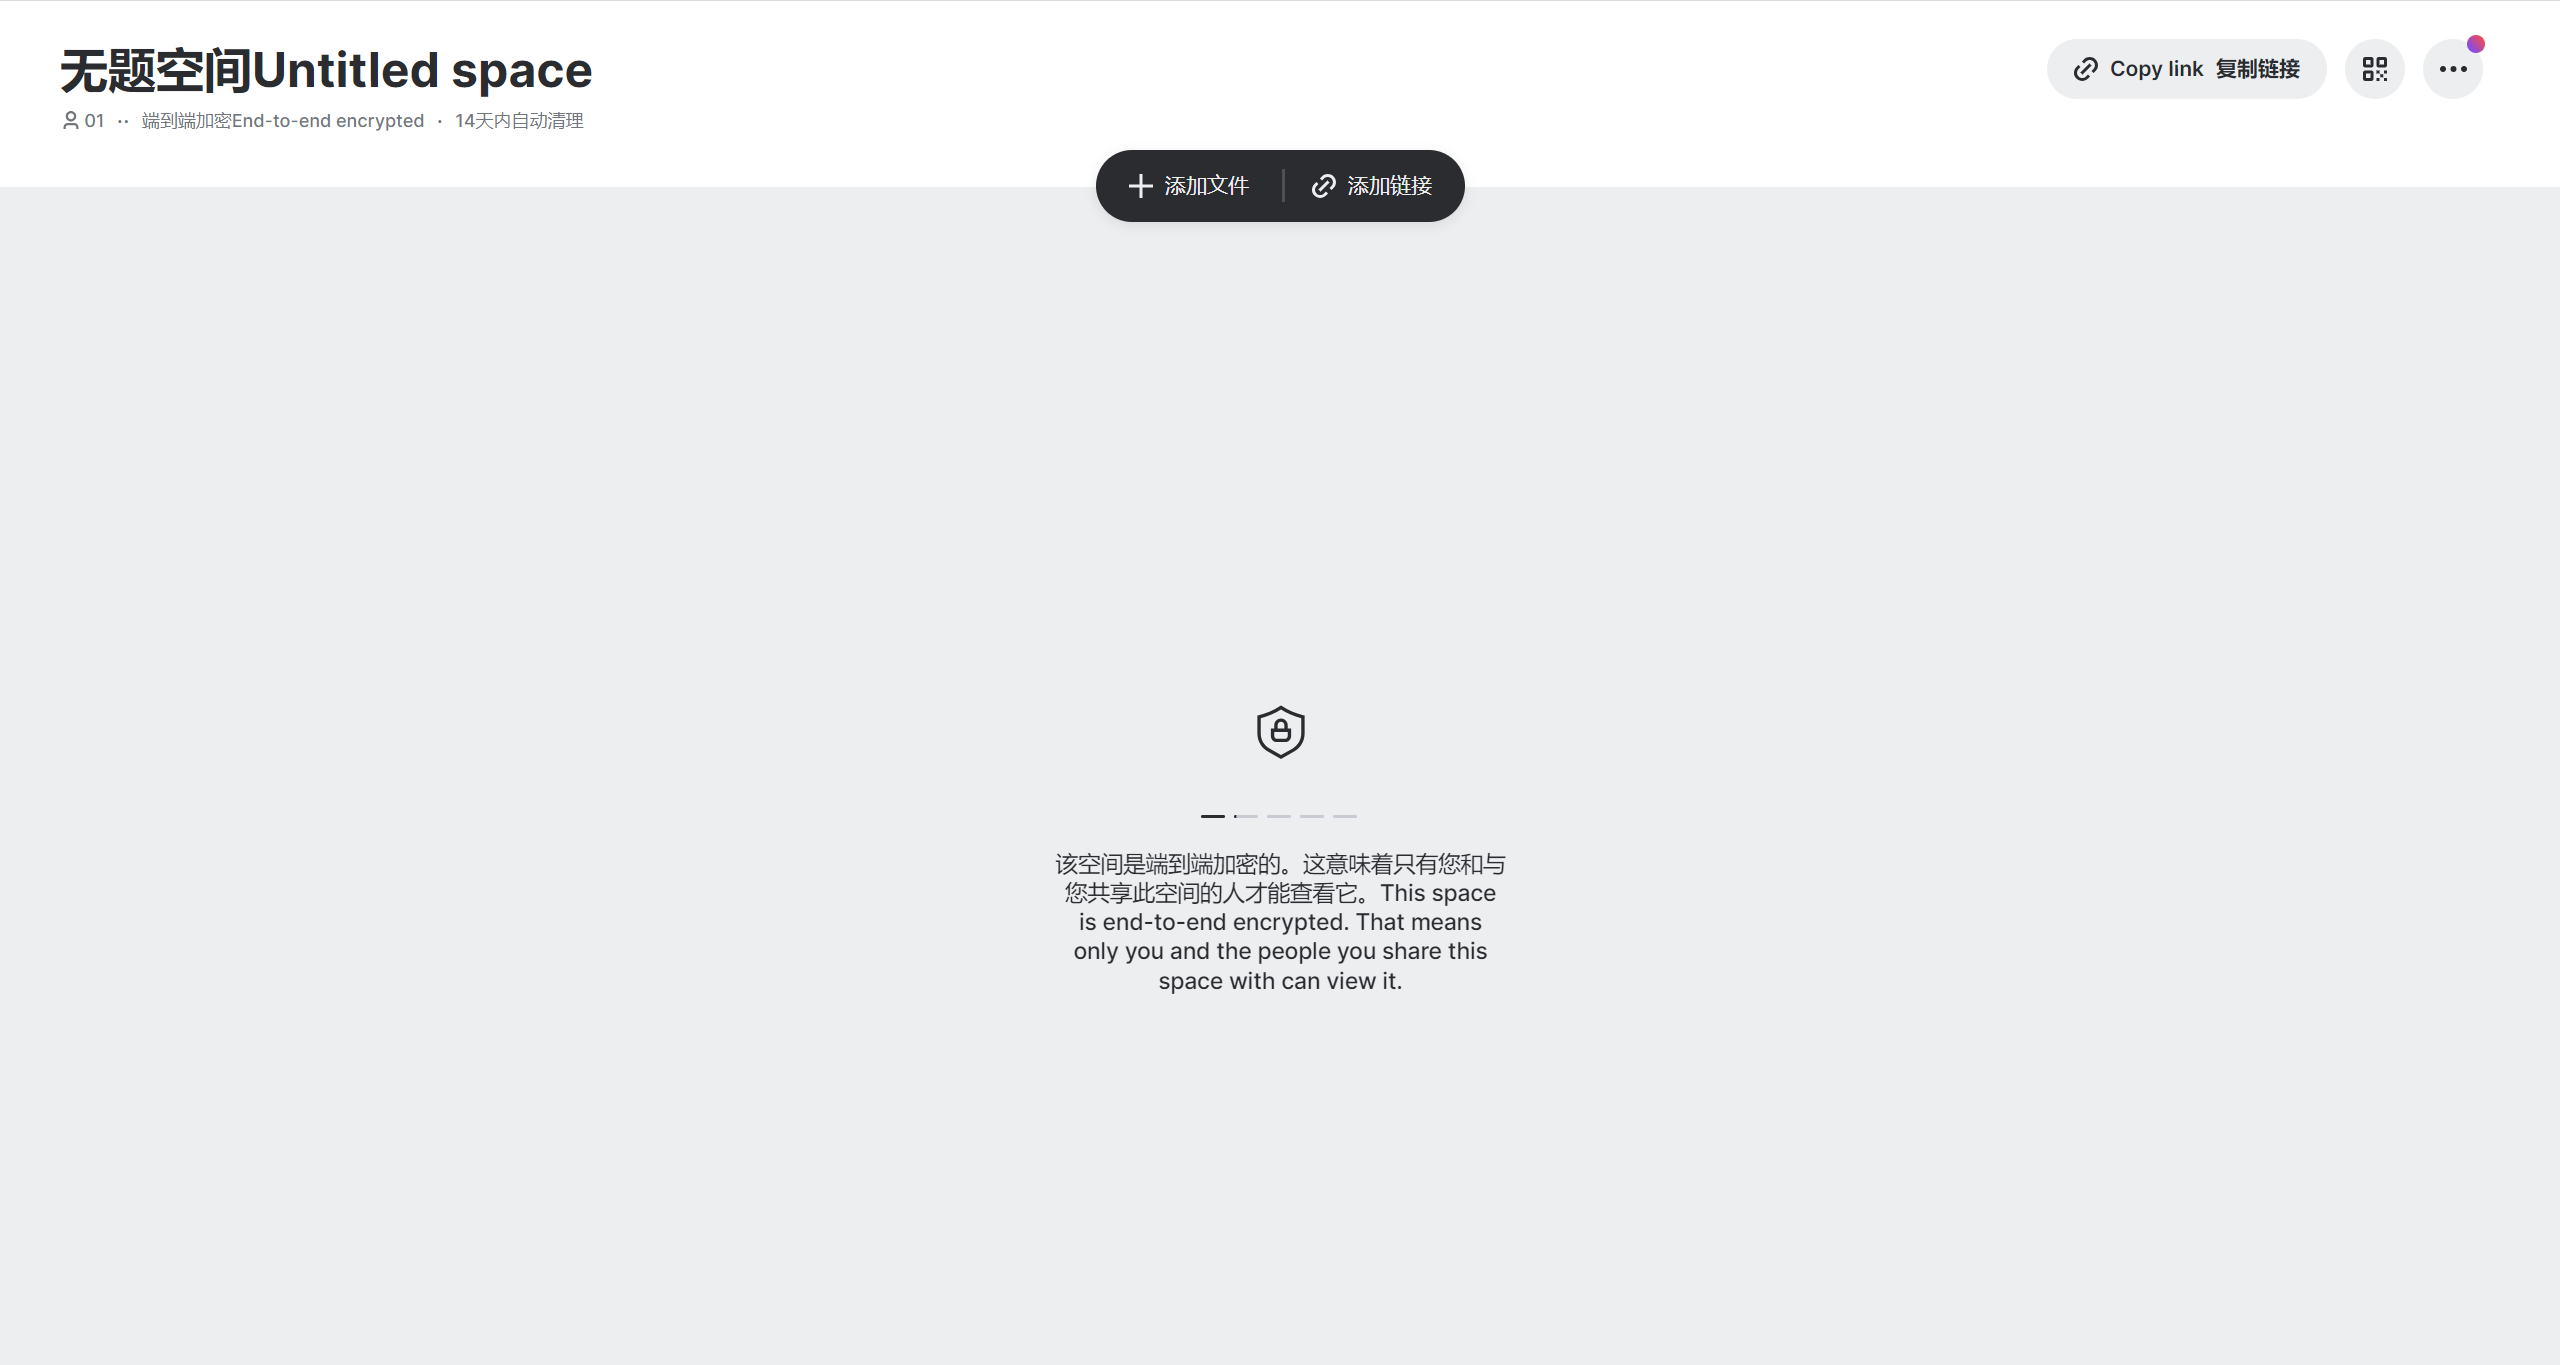 无题空间Untitled space
01 ·· 端到端加密End-to-end encrypted · 14天内自动清理
Copy link 复制链接
添加文件
添加链接
该空间是端到端加密的。这意味着只有您和与
您共享此空间的人才能查看它。This space
is end-to-end encrypted. That means
only you and the people you share this
space with can view it.